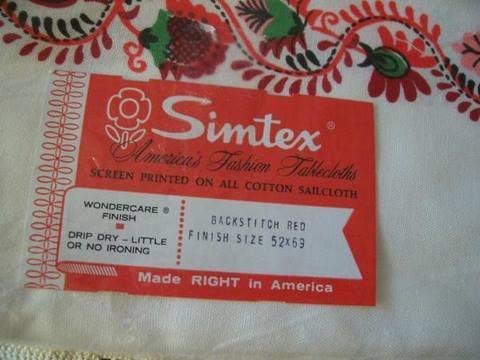 Simtex ®
America's Fashion Tablecloths
SCREEN PRINTED ON ALL COTTON SAILCLOTH
WONDERCARE ®
FINISH
DRIP DRY – LITTLE
OR NO IRONING
BACKSTITCH RED
FINISH SIZE 52X69
Made RIGHT in America